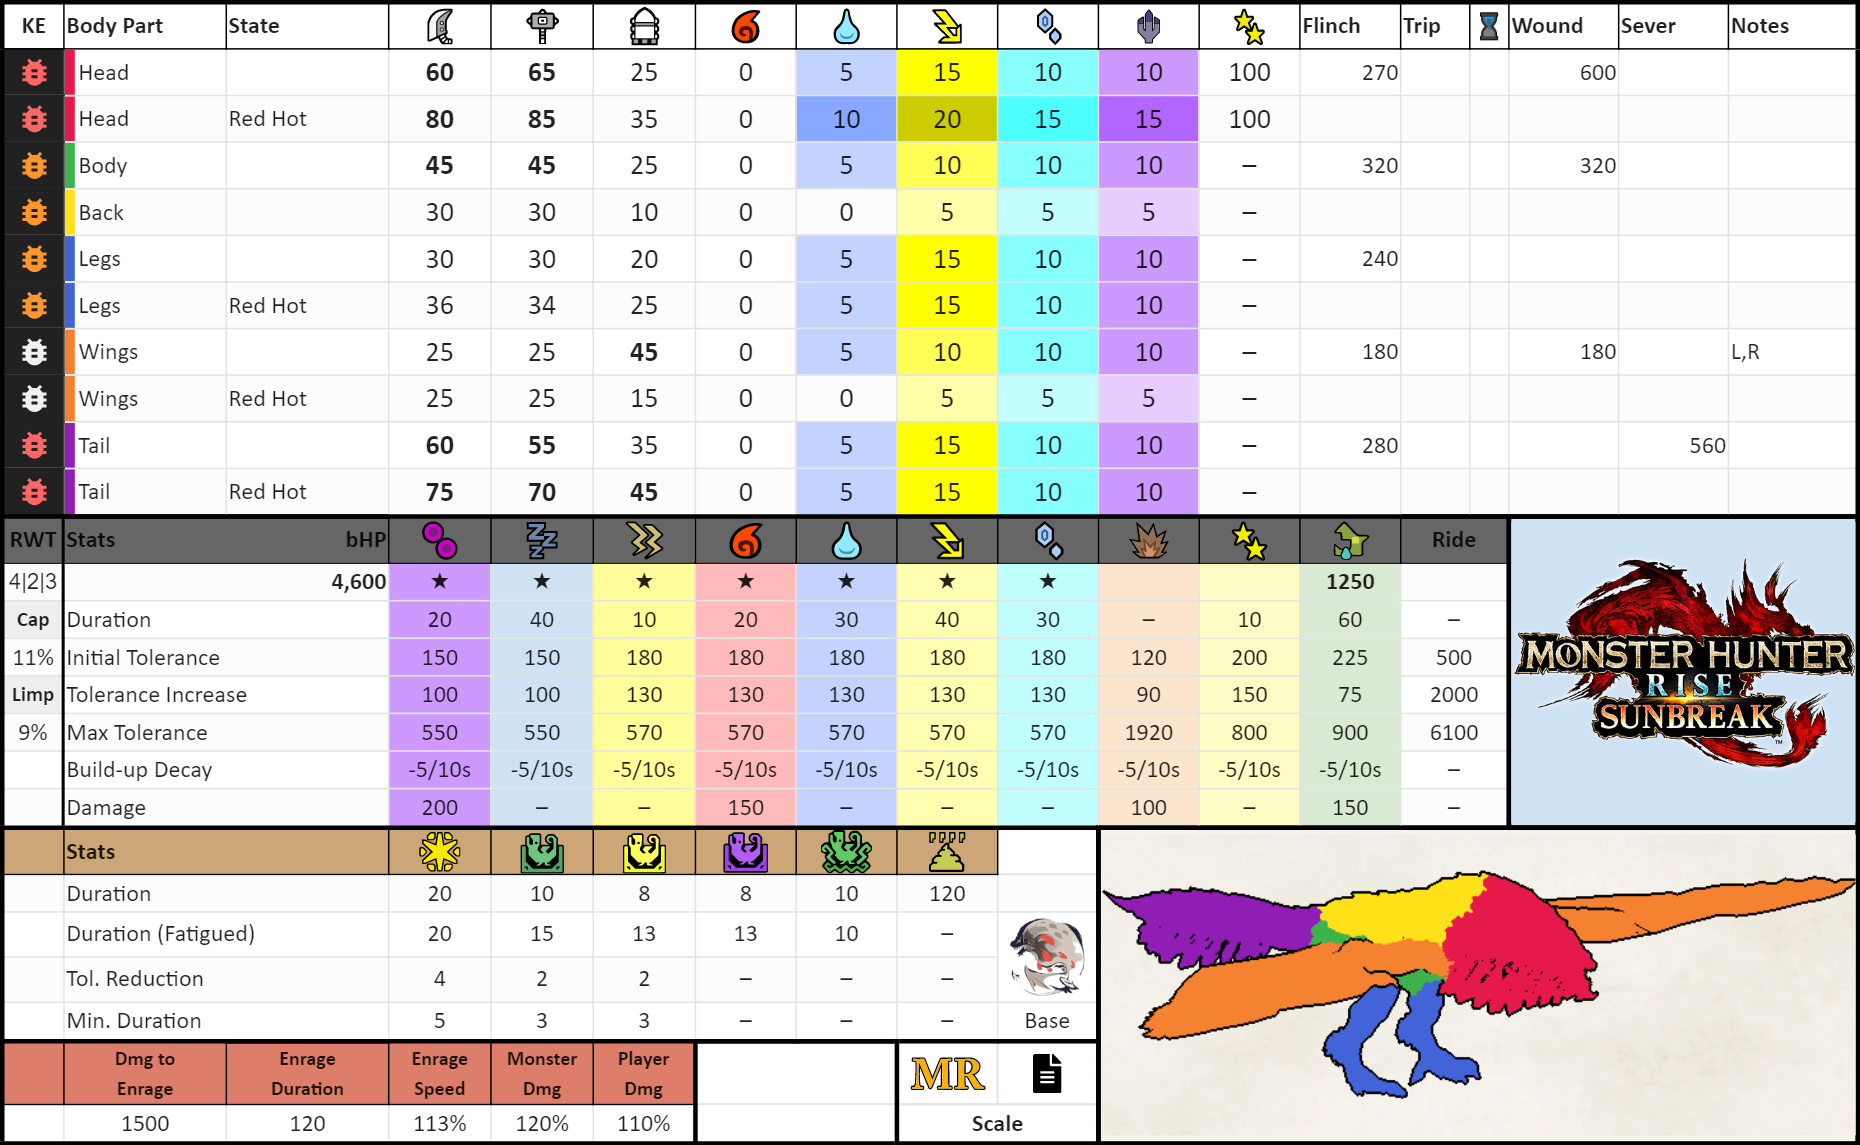 KE Body Part State Flinch Trip Wound Sever Notes
Head 60 65 25 0 5 15 10 10 100 270 600
Head Red Hot 80 85 35 0 10 20 15 15 100
Body 45 45 25 0 5 10 10 10 – 320 320
Back 30 30 10 0 0 5 5 5 –
Legs 30 30 20 0 5 15 10 10 – 240
Legs Red Hot 36 34 25 0 5 15 10 10 –
Wings 25 25 45 0 5 10 10 10 – 180 180 L,R
Wings Red Hot 25 25 15 0 0 5 5 5 –
Tail 60 55 35 0 5 15 10 10 – 280 560
Tail Red Hot 75 70 45 0 5 15 10 10 –
RWT Stats bHP Ride
4|2|3 4,600 ★ ★ ★ ★ ★ ★ ★ 1250
Cap Duration 20 40 10 20 30 40 30 – 10 60 –
11% Initial Tolerance 150 150 180 180 180 180 180 120 200 225 500
Limp Tolerance Increase 100 100 130 130 130 130 130 90 150 75 2000
9% Max Tolerance 550 550 570 570 570 570 570 1920 800 900 6100
Build-up Decay -5/10s -5/10s -5/10s -5/10s -5/10s -5/10s -5/10s -5/10s -5/10s -5/10s –
Damage 200 – – 150 – – – 100 – 150 –
MONSTER HUNTER
RISE
SUNBREAK
™
Stats
Duration 20 10 8 8 10 120
Duration (Fatigued) 20 15 13 13 10 –
Tol. Reduction 4 2 2 – – –
Min. Duration 5 3 3 – – – Base
Dmg to Enrage Enrage Monster Player
Enrage Duration Speed Dmg Dmg
MR
1500 120 113% 120% 110% Scale